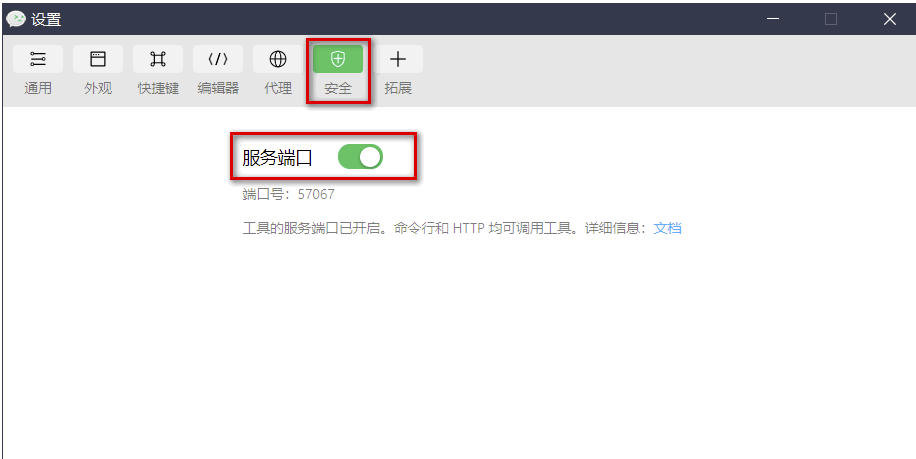 设置
通用 外观 快捷键 编辑器 代理 安全 拓展
服务端口
端口号：57067
工具的服务端口已开启。命令行和 HTTP 均可调用工具。详细信息：文档